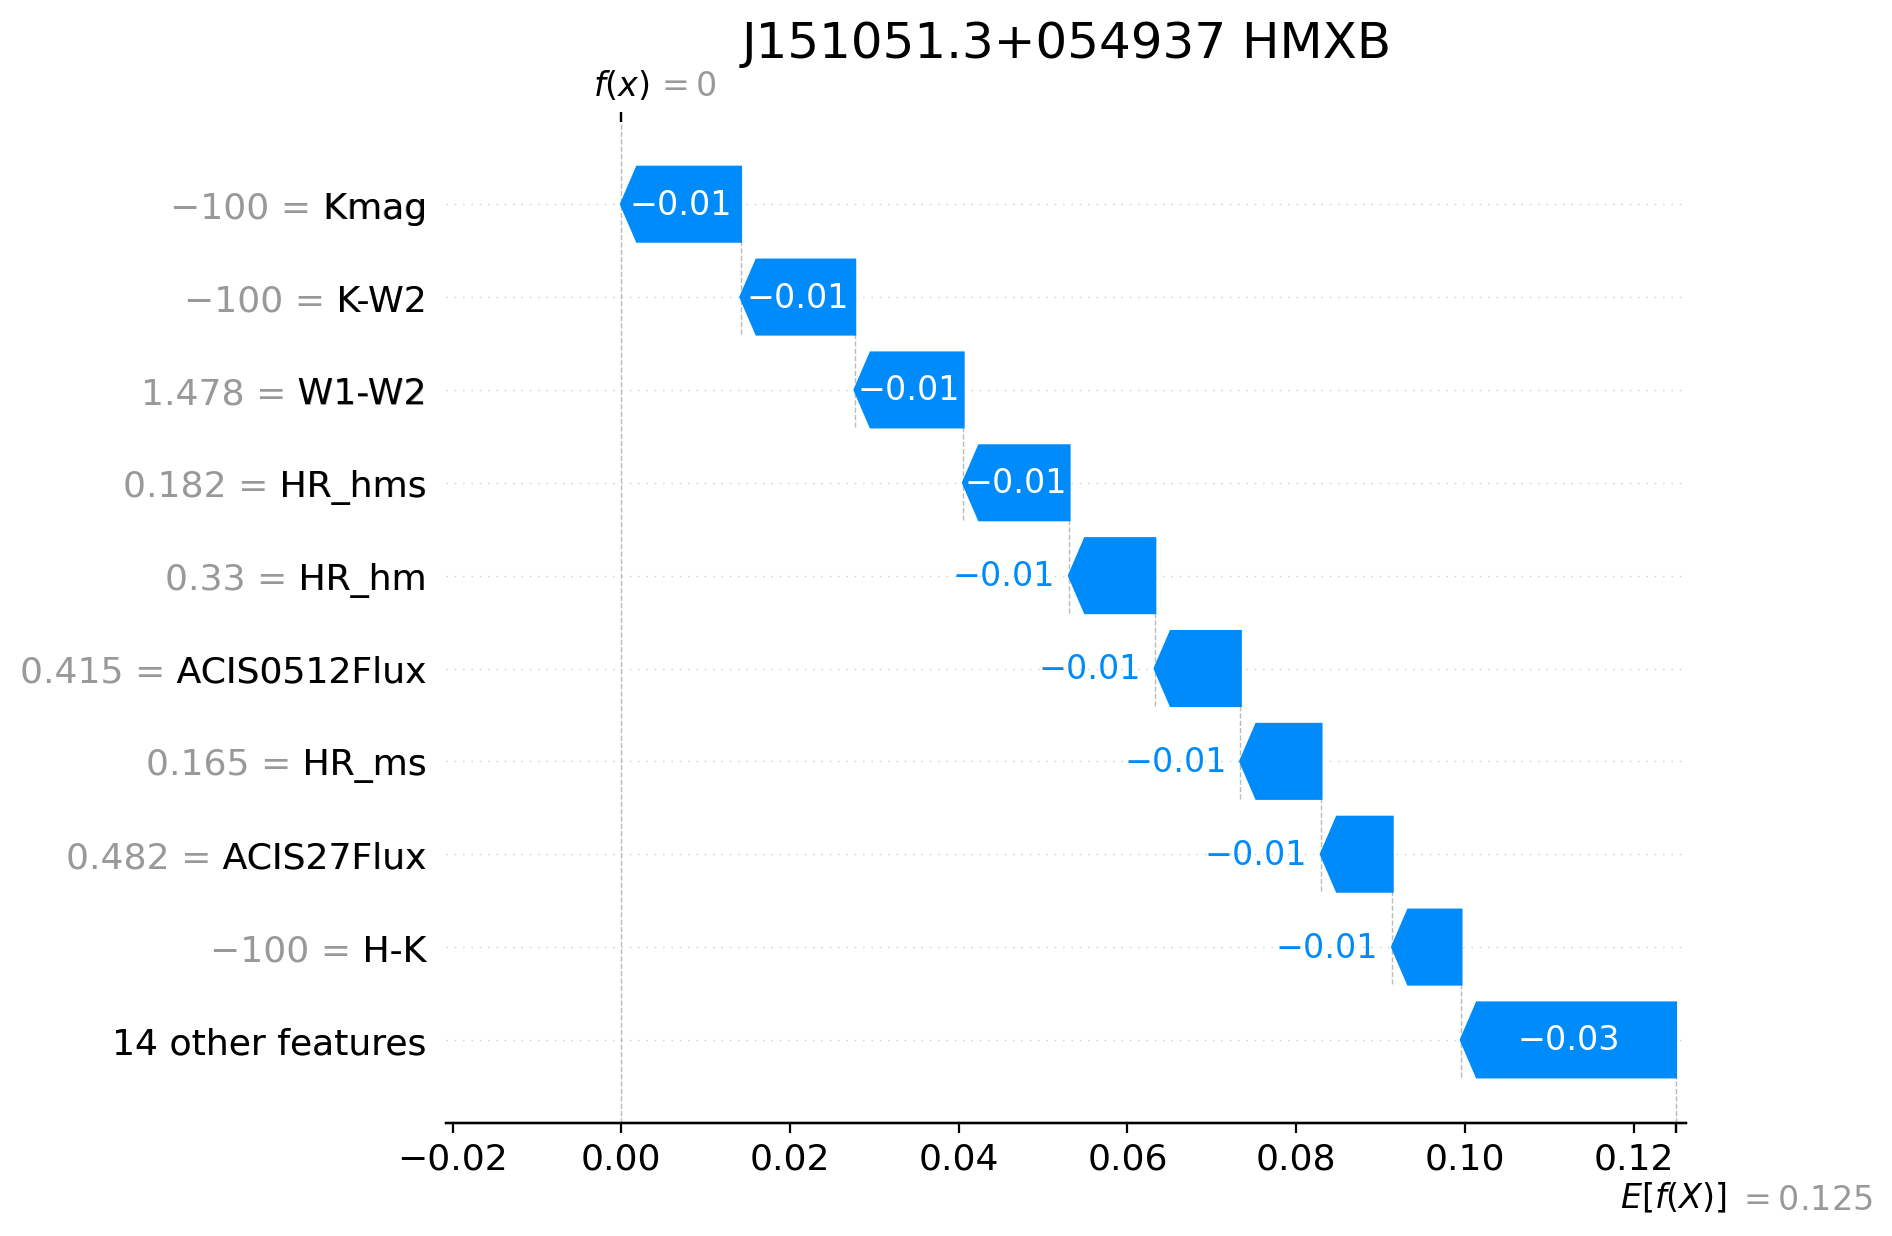 J151051.3+054937 HMXB
f(x) = 0
−100 = Kmag −0.01
−100 = K-W2 −0.01
1.478 = W1-W2 −0.01
0.182 = HR_hms −0.01
0.33 = HR_hm −0.01
0.415 = ACIS0512Flux −0.01
0.165 = HR_ms −0.01
0.482 = ACIS27Flux −0.01
−100 = H-K −0.01
14 other features −0.03
−0.02 0.00 0.02 0.04 0.06 0.08 0.10 0.12
E[f(X)] = 0.125